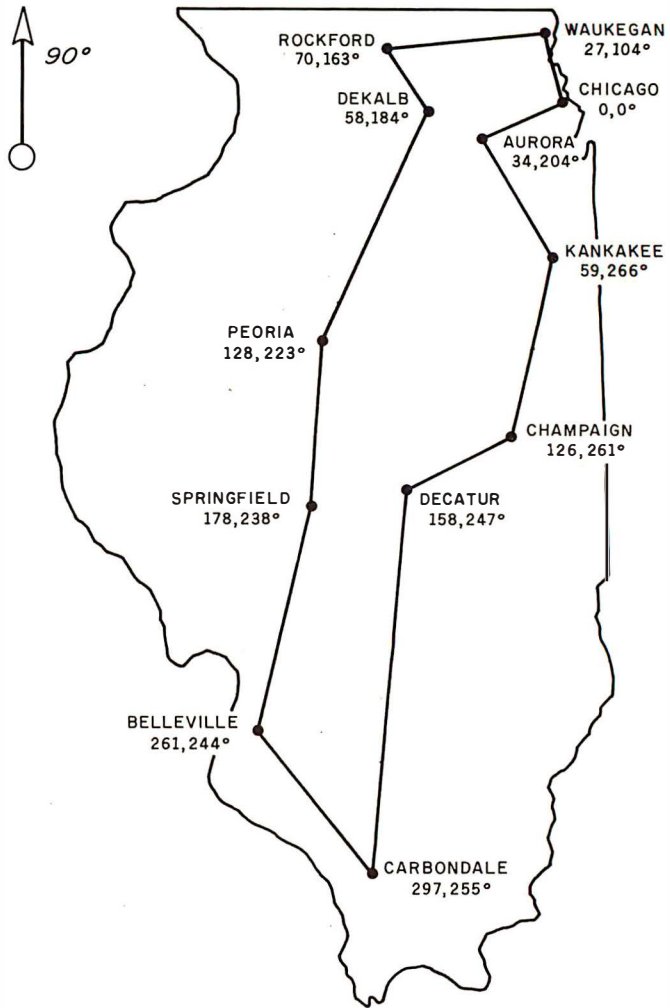 90°
ROCKFORD
70,163°
WAUKEGAN
27,104°
DEKALB
58,184°
CHICAGO
0,0°
AURORA
34,204°
KANKAKEE
59,266°
PEORIA
128,223°
CHAMPAIGN
126,261°
SPRINGFIELD
178,238°
DECATUR
158,247°
BELLEVILLE
261,244°
CARBONDALE
297,255°